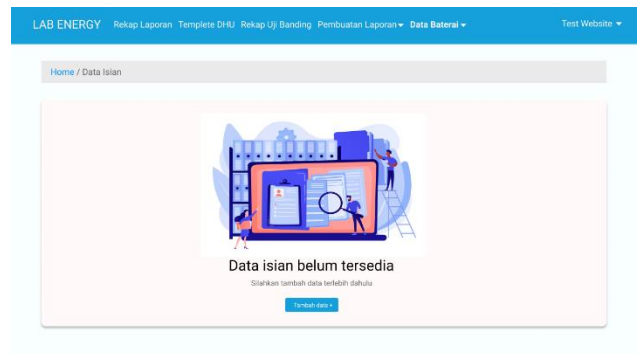 LAB ENERGY Rekap Laporan Templete DHU Rekap Uji Banding Pembuatan Laporan Data Baterai Test Website
Home / Data Isian
Data isian belum tersedia
Silahkan tambah data terlebih dahulu
Tambah data +